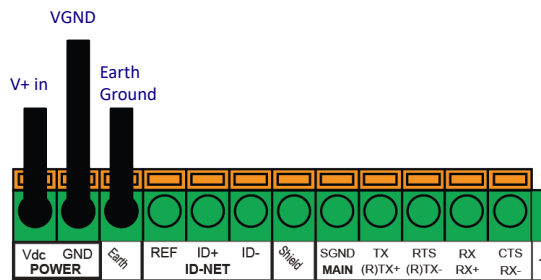 VGND
V+ in
Earth
Ground
Vdc GND Earth REF ID+ ID- Shield SGND TX RTS RX CTS
POWER ID-NET MAIN (R)TX+ (R)TX- RX+ RX-